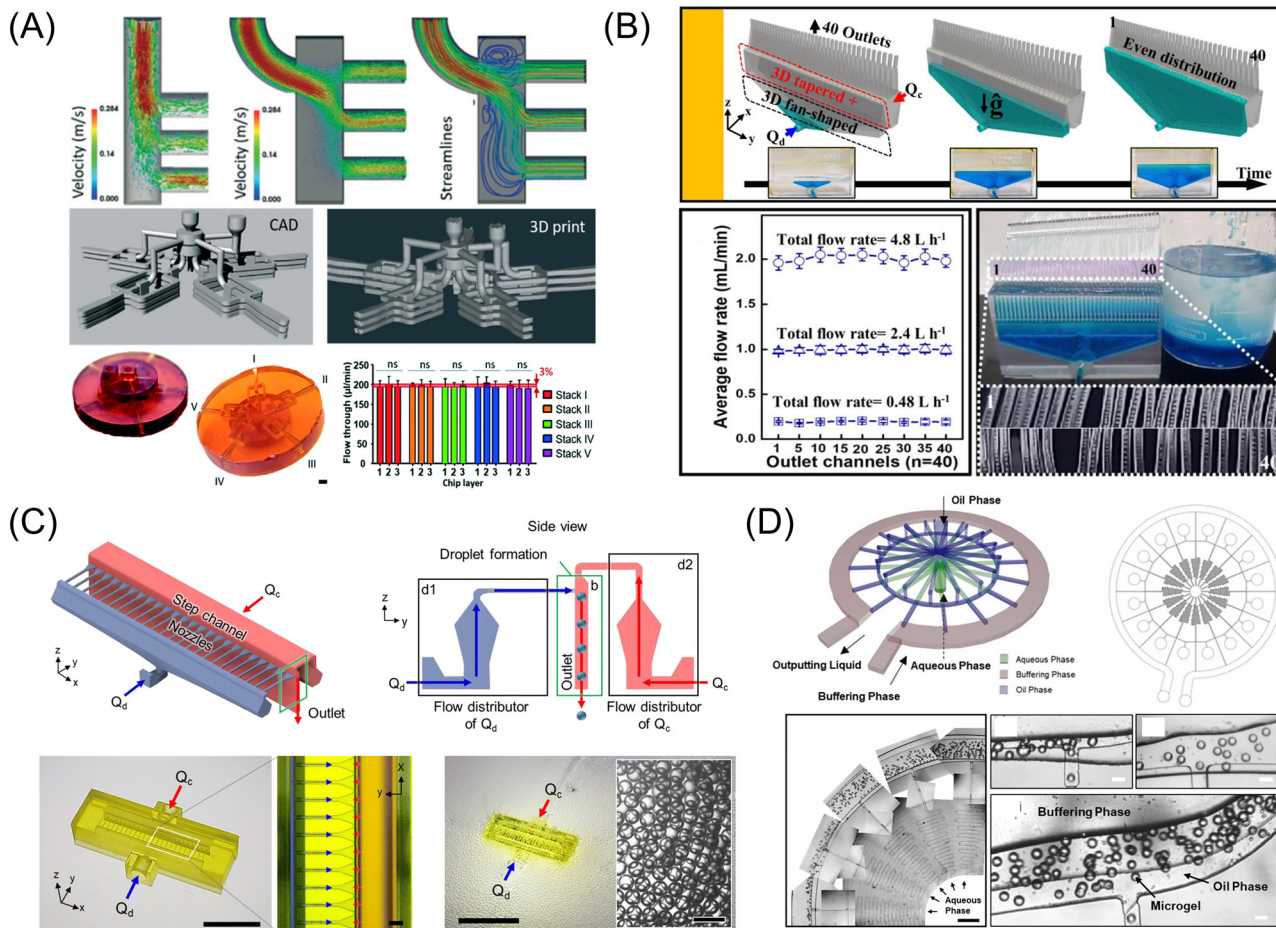 (A)
Velocity (m/s)
0.264
0.14
0.000
Velocity (m/s)
0.264
0.14
0.000
Streamlines
CAD
3D print
I
II
III
IV
V
Flow through (µl/min)
250
200
150
100
50
0
ns ns ns ns ns
3%
Stack I
Stack II
Stack III
Stack IV
Stack V
1 2 3 1 2 3 1 2 3 1 2 3 1 2 3
Chip layer
(B)
40 Outlets
3D tapered +
3D fan-shaped
Qc
Qd
z
x
y
ĝ
1
40
Even distribution
Time
Average flow rate (mL/min)
2.0
1.0
0.0
Total flow rate= 4.8 L h-1
Total flow rate= 2.4 L h-1
Total flow rate= 0.48 L h-1
1 5 10 15 20 25 35 40
Outlet channels (n=40)
1
40
1
40
(C)
Qc
Step channel
Nozzles
z
y
x
Qd
Outlet
Side view
Droplet formation
d1
b
d2
z
y
Qd
Outlet
Qc
Flow distributor
of Qd
Flow distributor
of Qc
Qc
Qd
z
y
x
X
y
Qc
Qd
(D)
Oil Phase
Outputting Liquid
Aqueous Phase
Buffering Phase
Aqueous Phase
Buffering Phase
Oil Phase
Aqueous
Phase
i
Buffering Phase
Oil Phase
Microgel